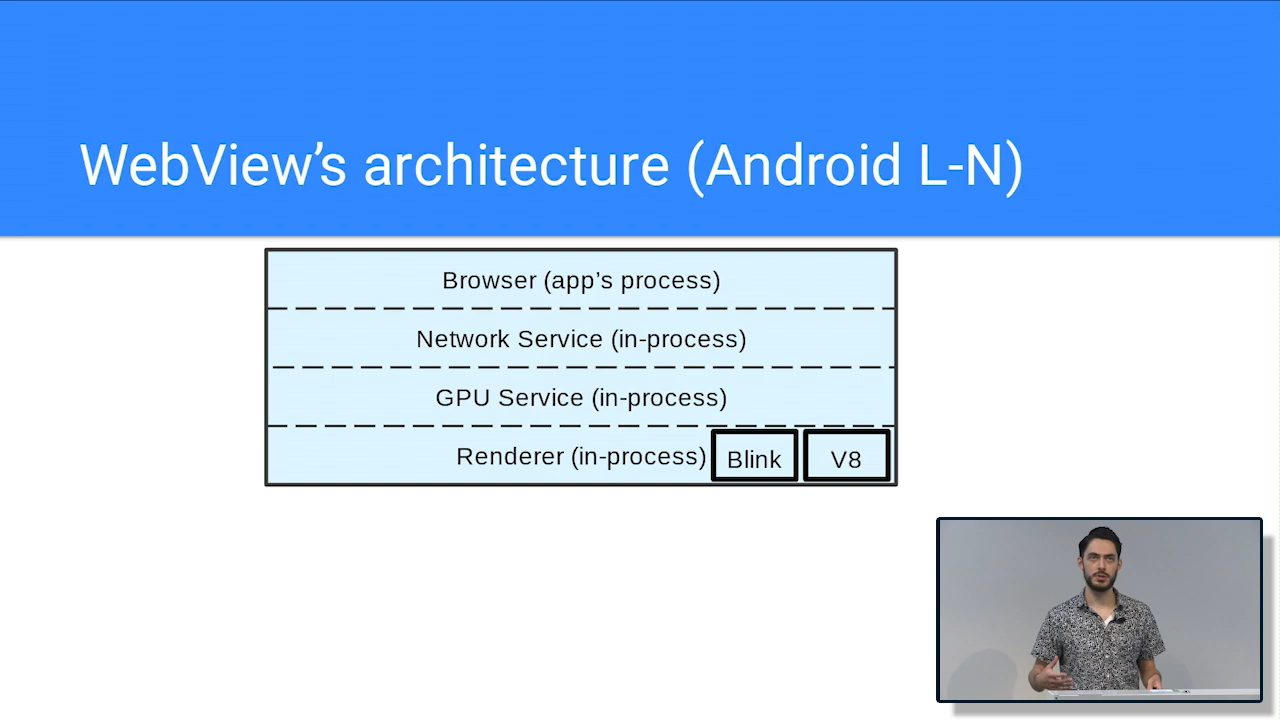 WebView’s architecture (Android L-N)
Browser (app’s process)
Network Service (in-process)
GPU Service (in-process)
Renderer (in-process) Blink V8